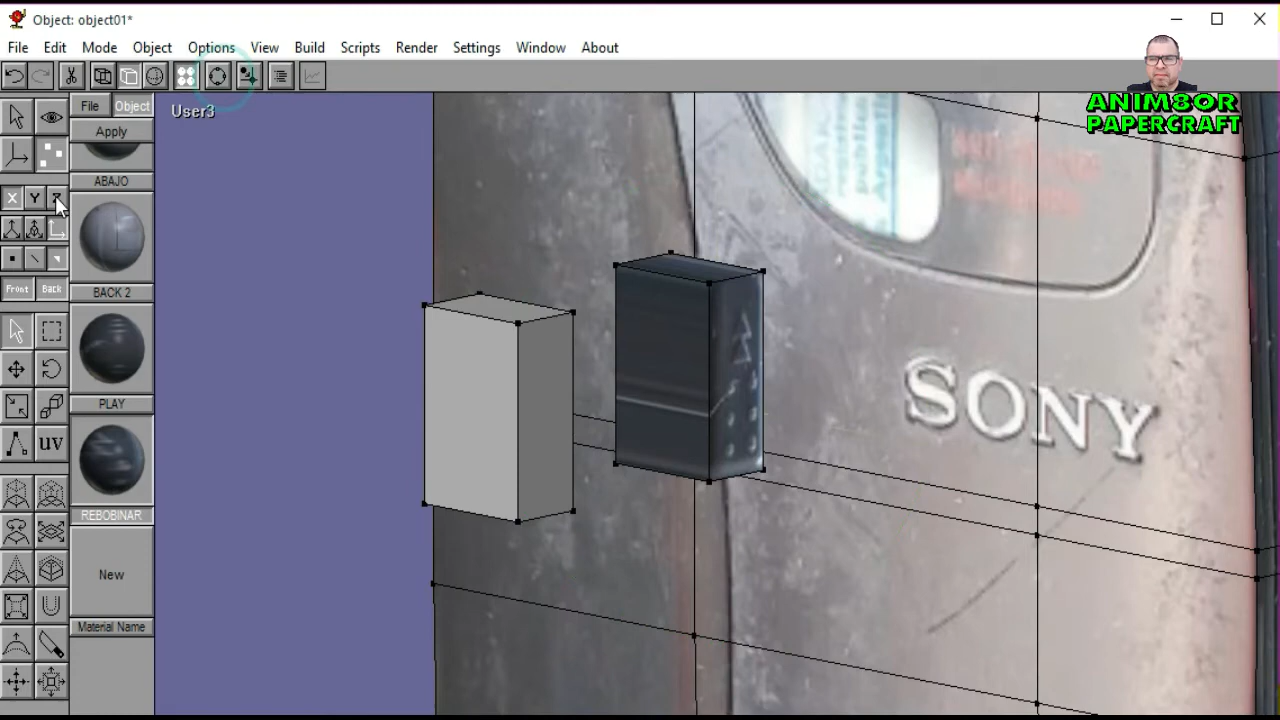 Object: object01*
File Edit Mode Object Options View Build Scripts Render Settings Window About
ANIM8OR
PAPERCRAFT
File Object
User3
Apply
ABAJO
X Y Z
BACK 2
Front Back
PLAY
SONY
uv
REBOBINAR
New
Material Name